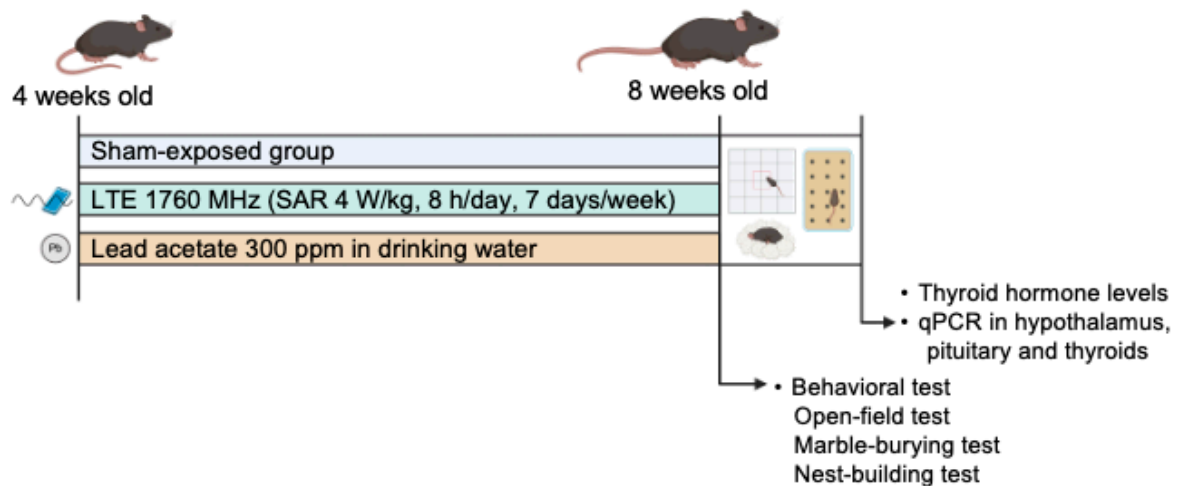 4 weeks old
8 weeks old
Sham-exposed group
LTE 1760 MHz (SAR 4 W/kg, 8 h/day, 7 days/week)
Pb
Lead acetate 300 ppm in drinking water
• Thyroid hormone levels
• qPCR in hypothalamus,
pituitary and thyroids
• Behavioral test
Open-field test
Marble-burying test
Nest-building test